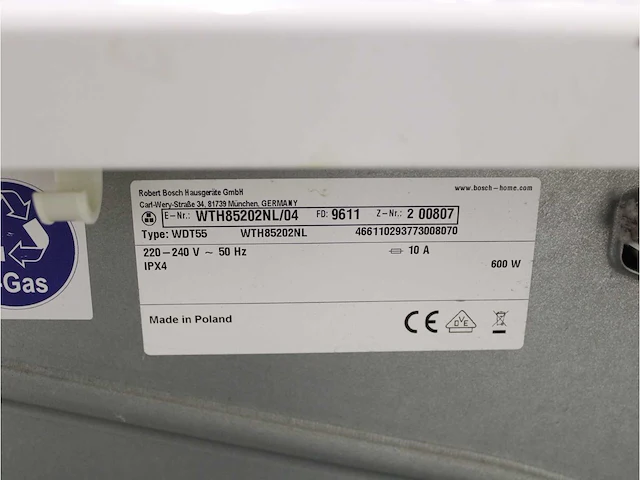 Robert Bosch Hausgeräte GmbH
Carl-Wery-Straße 34, 81739 München, GERMANY
www.bosch-home.com
E-Nr.: WTH85202NL/04 FD: 9611 Z-Nr.: 2 00807
Type: WDT55 WTH85202NL 466110293773008070
220-240 V ~ 50 Hz 10 A
IPX4 600 W
Made in Poland
CE DVE
-Gas